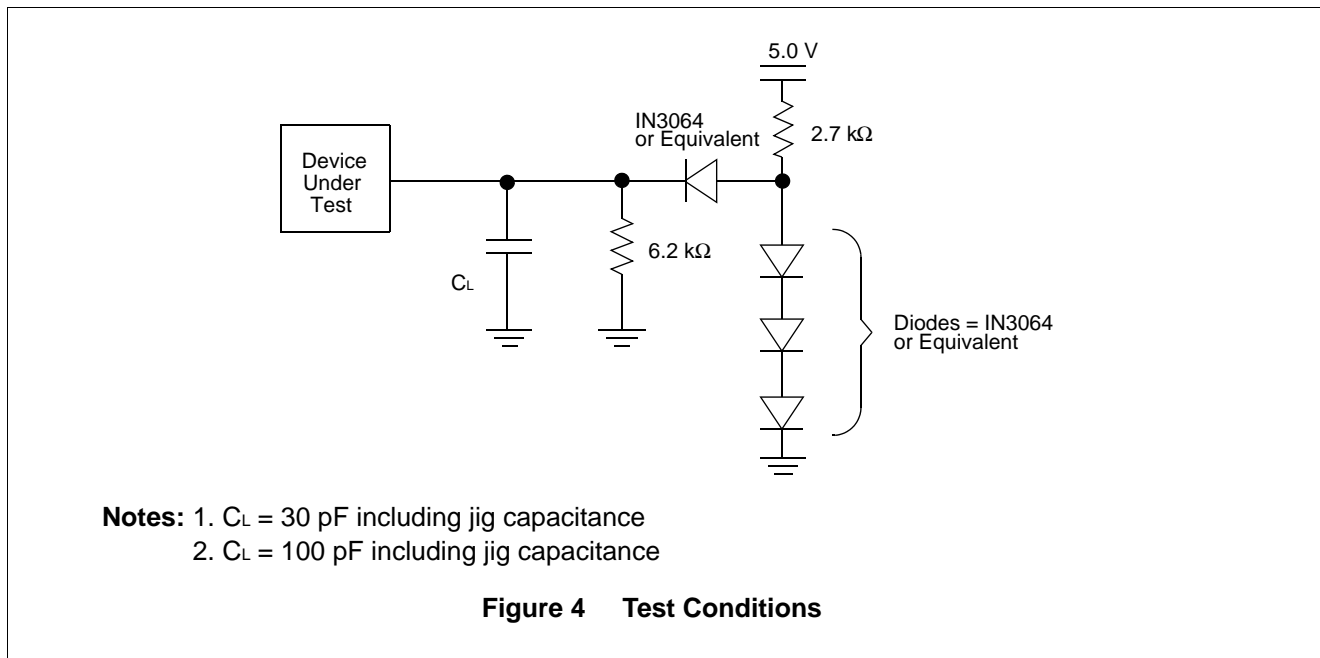 5.0 V
IN3064
or Equivalent
2.7 kΩ
Device
Under
Test
6.2 kΩ
CL
Diodes = IN3064
or Equivalent
Notes: 1. CL = 30 pF including jig capacitance
2. CL = 100 pF including jig capacitance
Figure 4 Test Conditions